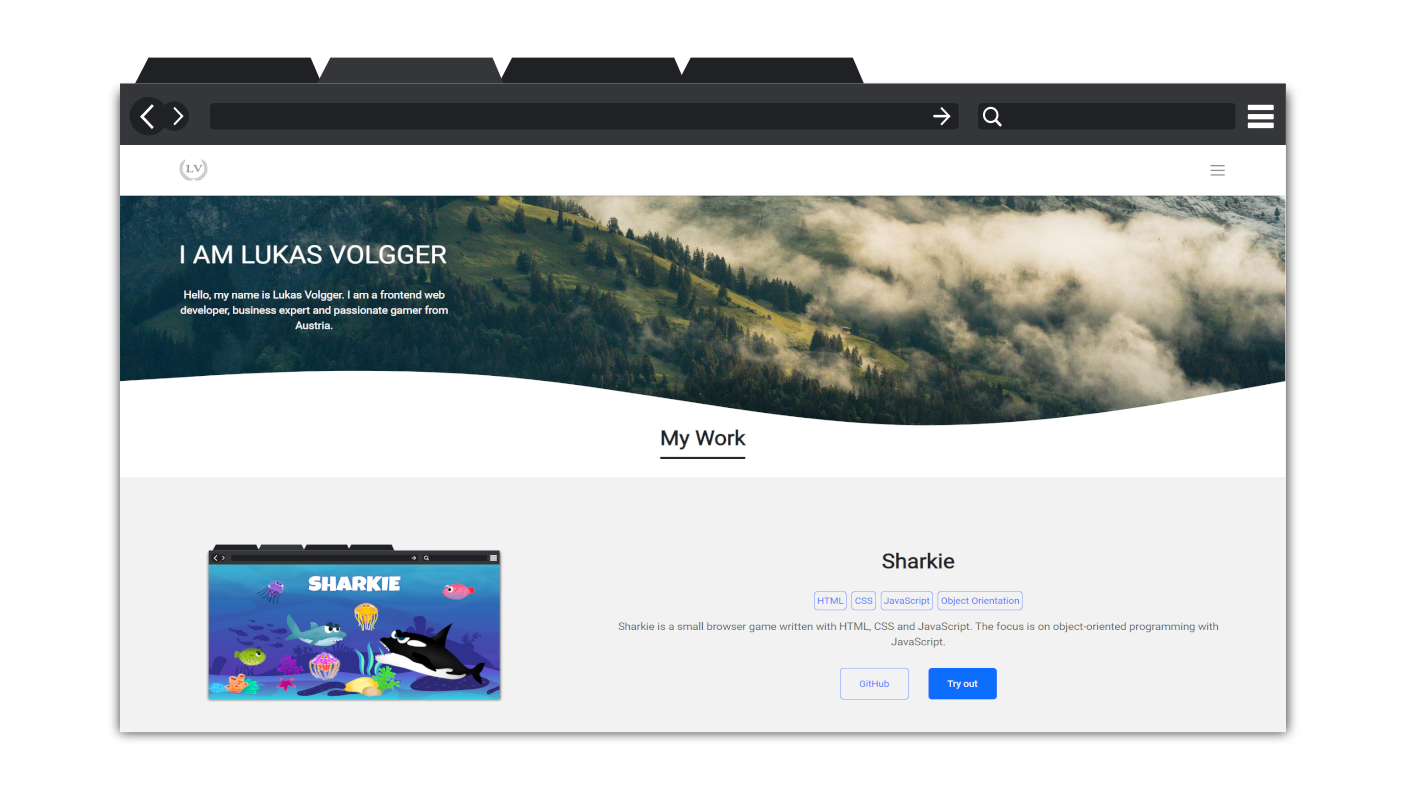 LV
I AM LUKAS VOLGGER
Hello, my name is Lukas Volgger. I am a frontend web
developer, business expert and passionate gamer from
Austria.
My Work
SHARKIE
Sharkie
HTML CSS JavaScript Object Orientation
Sharkie is a small browser game written with HTML, CSS and JavaScript. The focus is on object-oriented programming with
JavaScript.
GitHub Try out